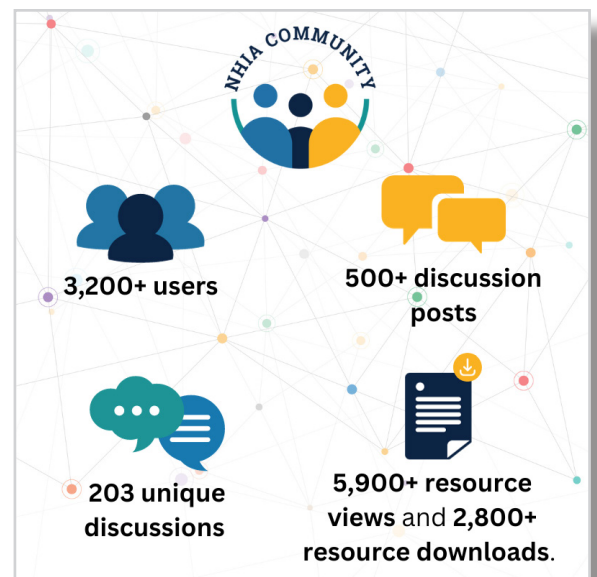 NHIA COMMUNITY
3,200+ users
500+ discussion
posts
203 unique
discussions
5,900+ resource
views and 2,800+
resource downloads.